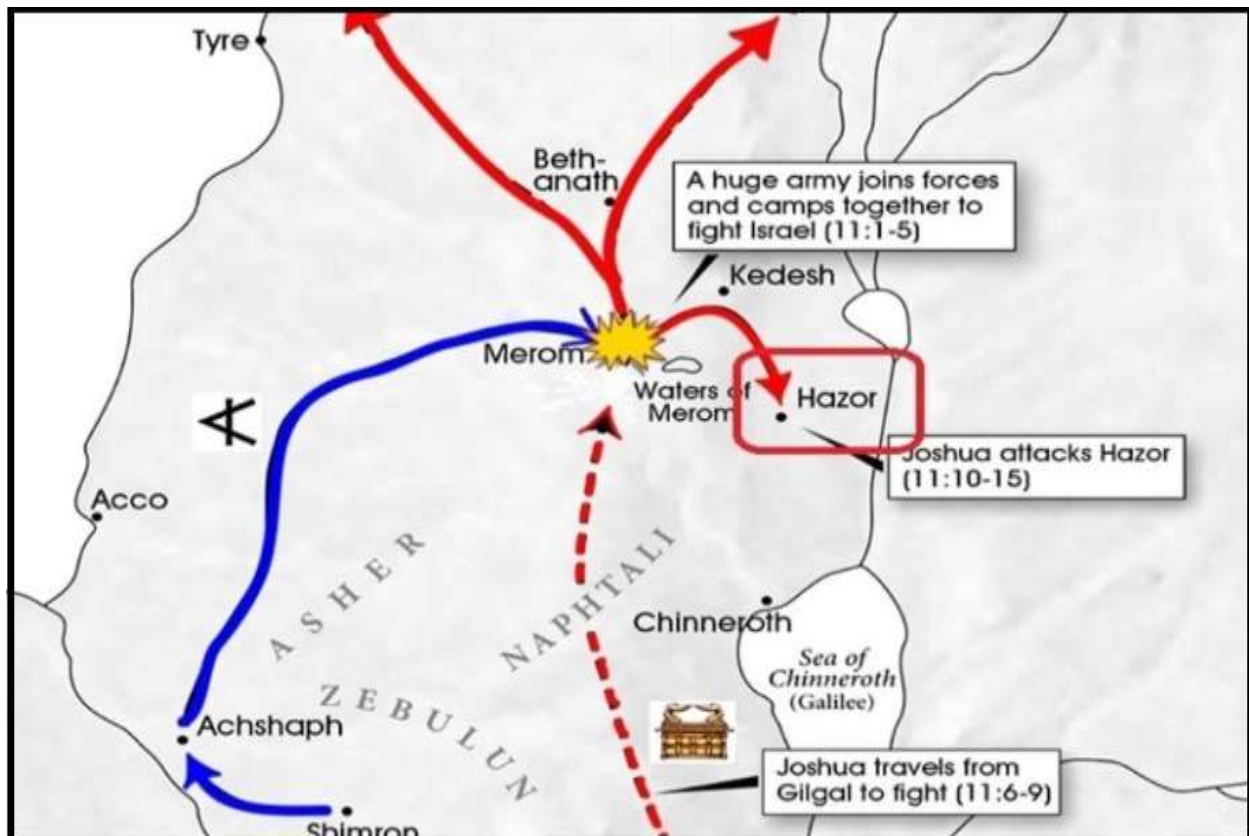 Tyre
Beth-
anath
A huge army joins forces
and camps together to
fight Israel (11:1-5)
Kedesh
Merom
Waters of
Merom
Hazor
Joshua attacks Hazor
(11:10-15)
Acco
ASHER
NAPHTALI
Chinneroth
Sea of
Chinneroth
(Galilee)
ZEBULUN
Achshaph
Joshua travels from
Gilgal to fight (11:6-9)
Shimron